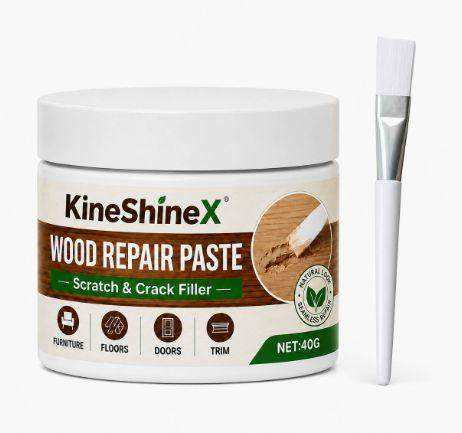 KineShineX®
WOOD REPAIR PASTE
Scratch & Crack Filler
NATURAL LOOK
SEAMLESS REPAIR
FURNITURE
FLOORS
DOORS
TRIM
NET:40G